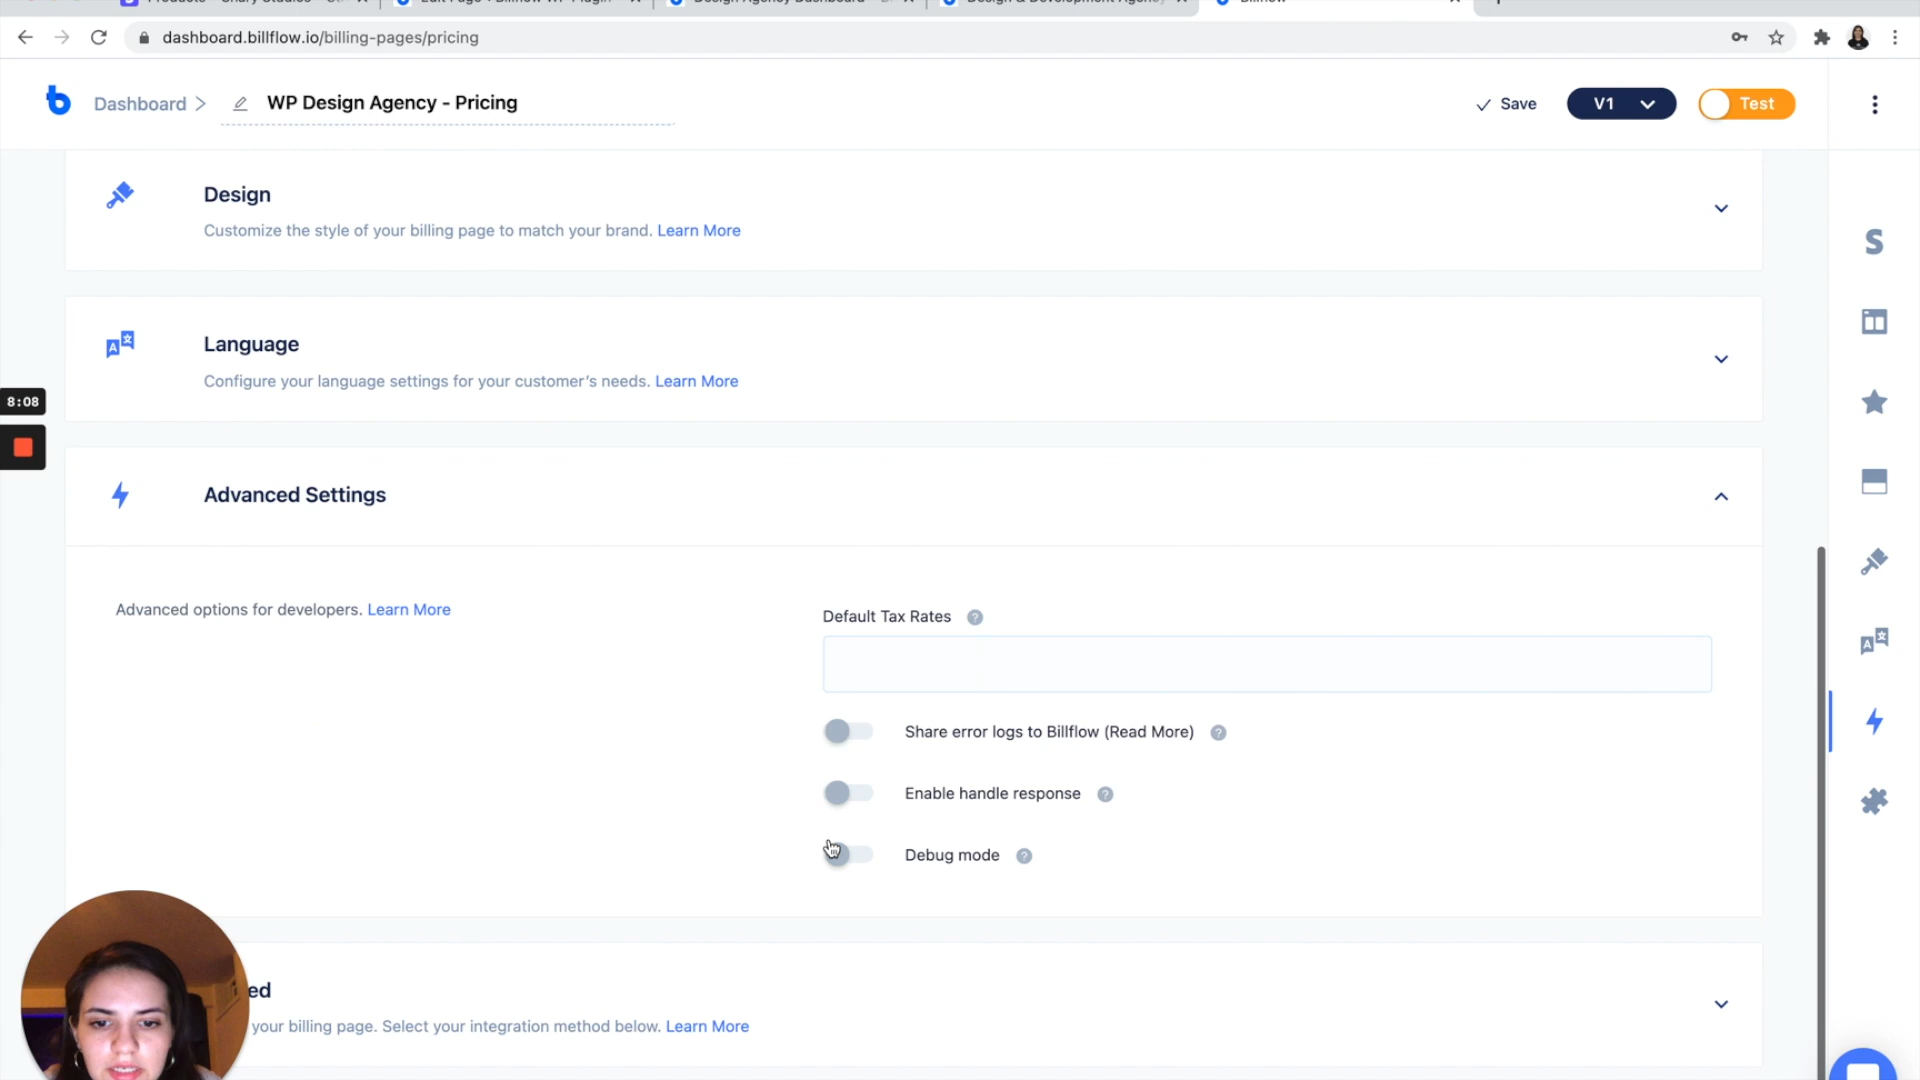 dashboard.billflow.io/billing-pages/pricing
Dashboard > WP Design Agency - Pricing
Save
V1
Test
Design
Customize the style of your billing page to match your brand. Learn More
Language
Configure your language settings for your customer's needs. Learn More
8:08
Advanced Settings
Advanced options for developers. Learn More
Default Tax Rates ?
Share error logs to Billflow (Read More) ?
Enable handle response ?
Debug mode ?
ed
your billing page. Select your integration method below. Learn More